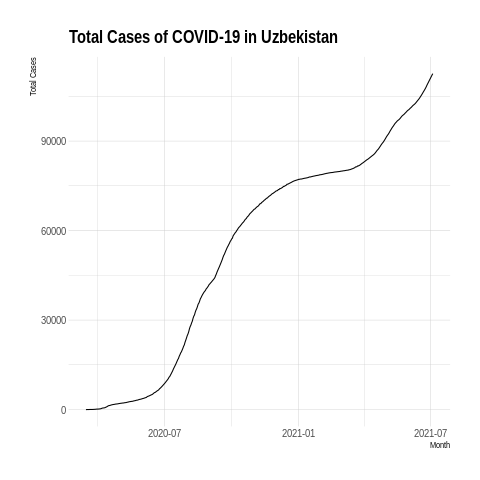 Total Cases of COVID-19 in Uzbekistan
Total Cases
90000
60000
30000
0
2020-07
2021-01
2021-07
Month